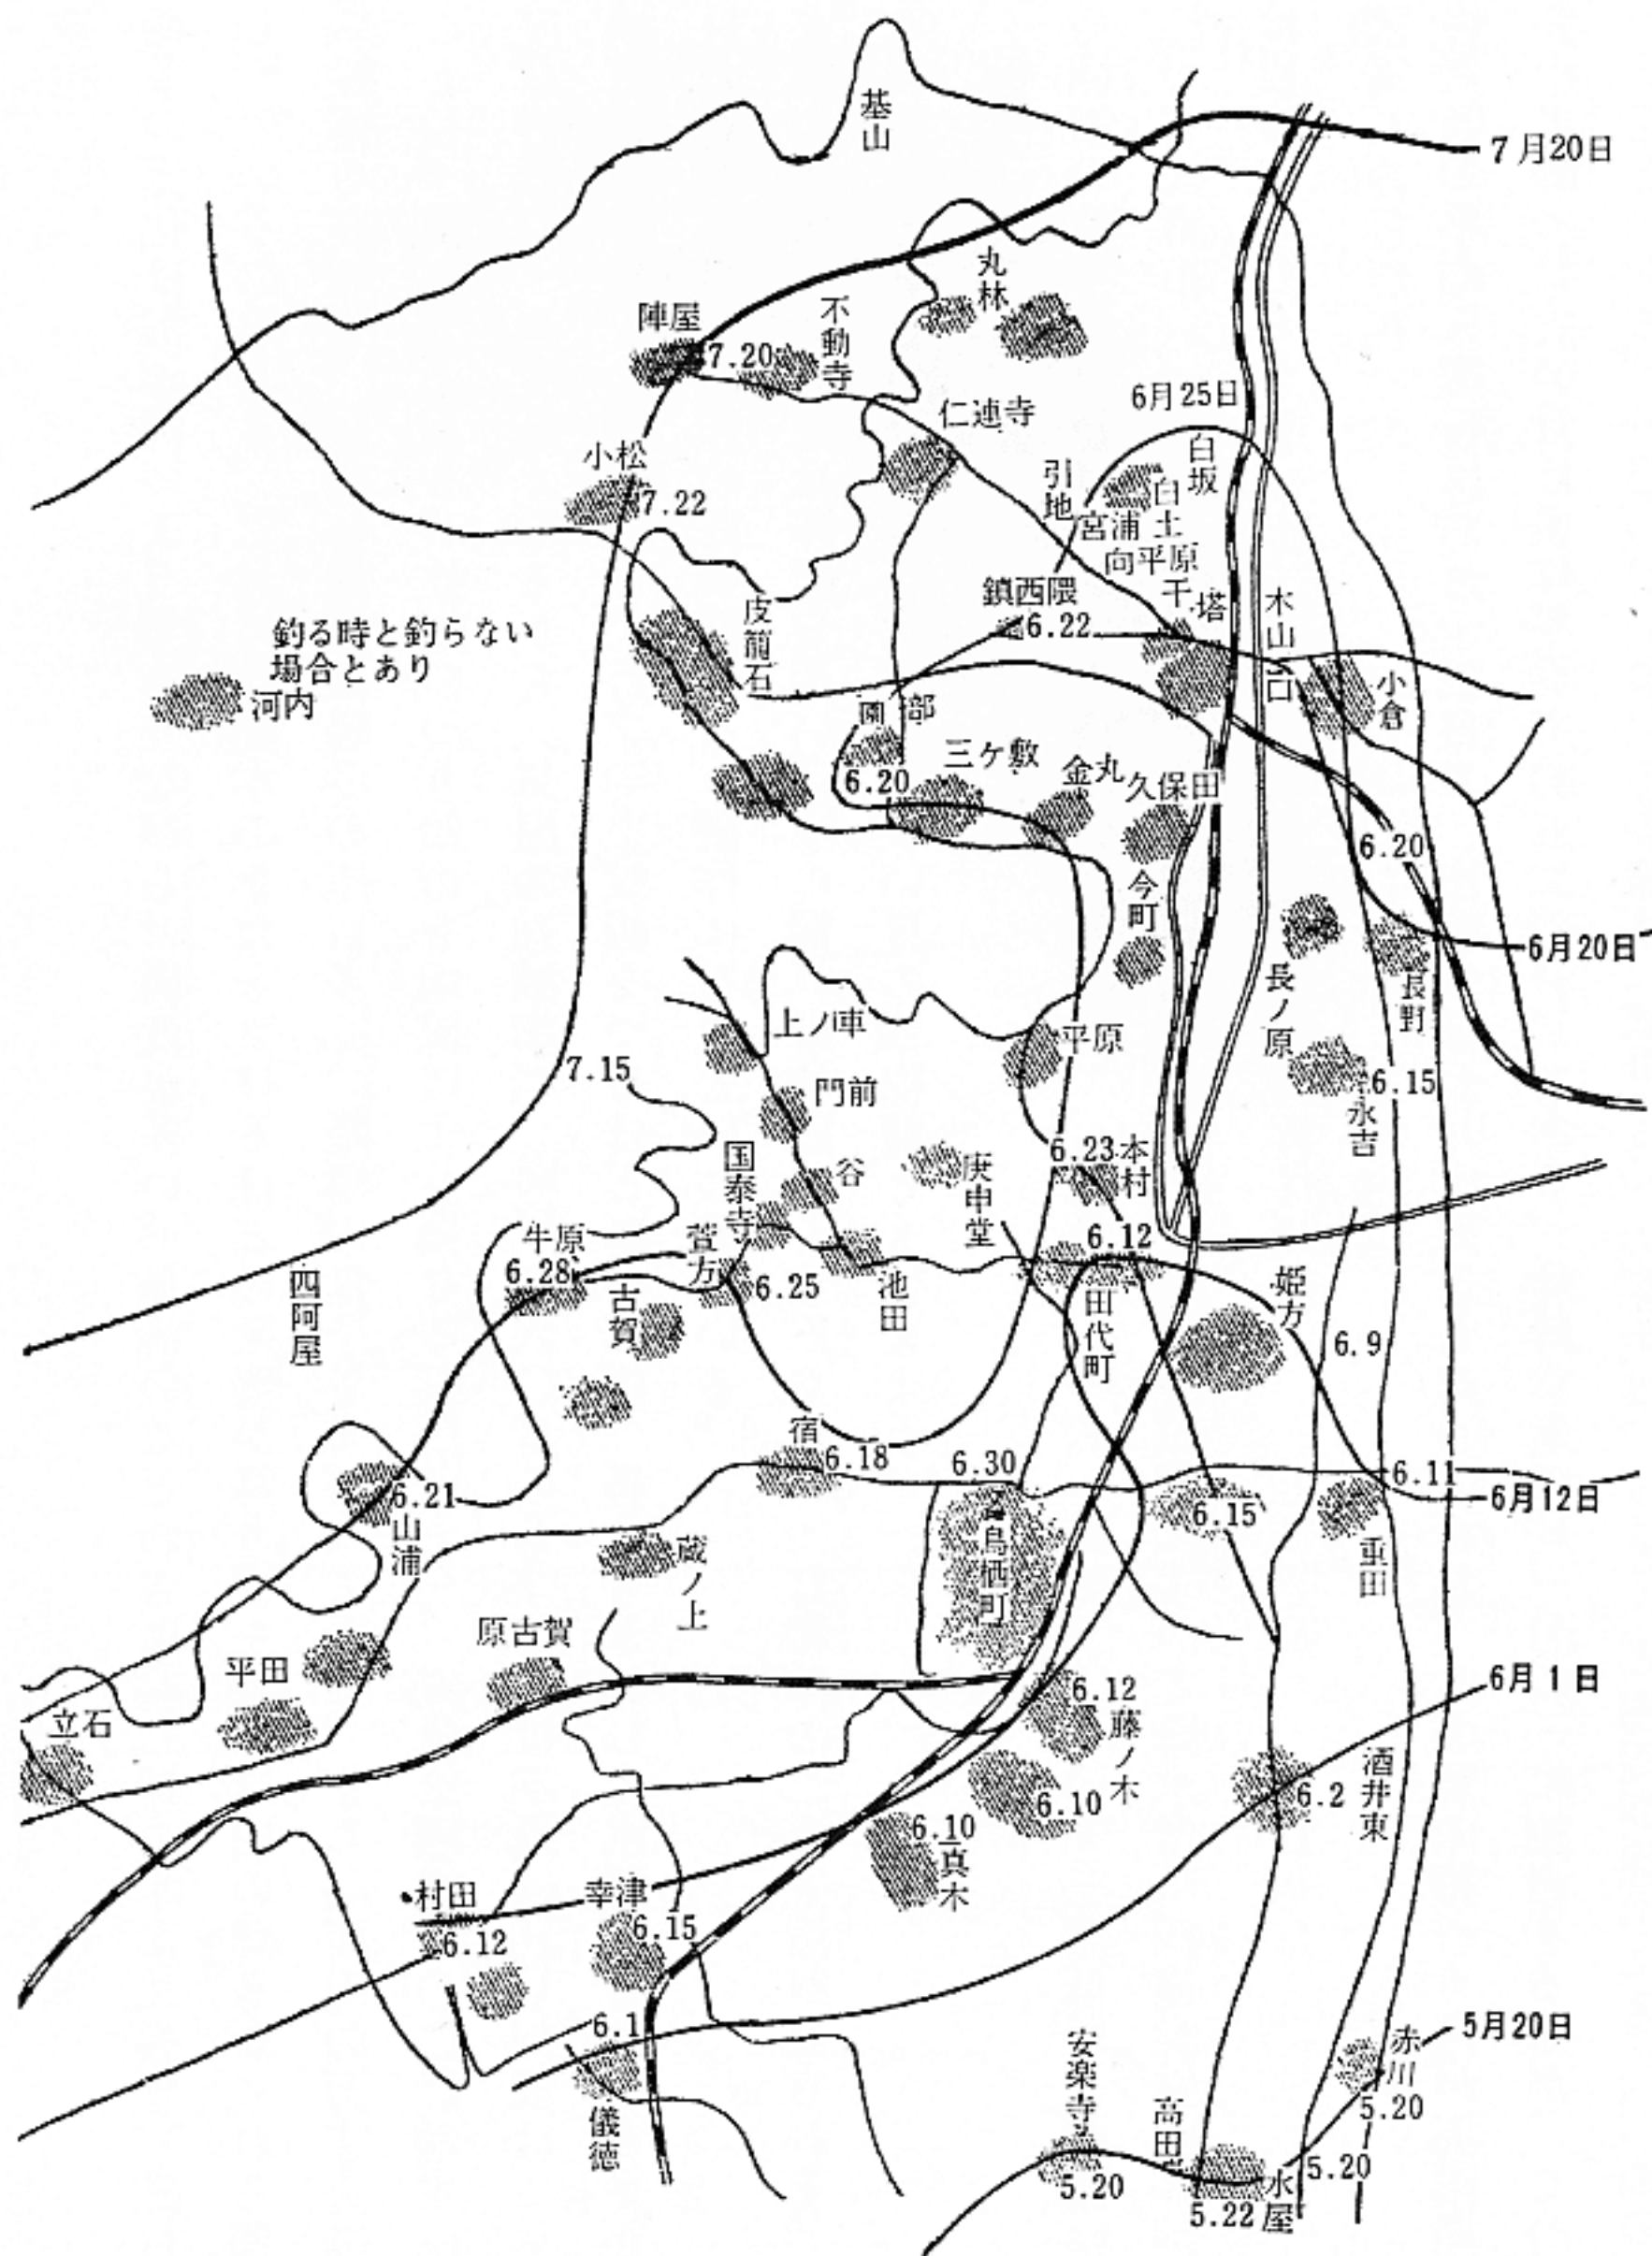 基山
7月20日
丸林
不動寺
陣屋
7.20
6月25日
仁連寺
白坂
小松
7.22
引地
白土
宮浦
向平原
千塔
鎮西隈
6.22
木山口
皮籠石
釣る時と釣らない
場合とあり
河内
小倉
園部
三ケ敷
金丸
久保田
6.20
6.20
今町
6月20日
長ノ原
長野
上ノ車
平原
7.15
門前
6.15
永吉
国泰寺
谷
庚申堂
6.23
本村
牛原
萱方
6.12
6.28
6.25
池田
四阿屋
古賀
田代町
姫方
6.9
宿
6.18
6.30
6.11
6月12日
6.21
山浦
6.15
鳥栖町
重田
蔵ノ上
原古賀
平田
6月1日
6.12
藤ノ木
立石
酒井東
6.2
6.10
6.10
真木
村田
幸津
6.15
6.12
6.1
5月20日
安楽寺
赤川
儀徳
高田
5.20
5.20
5.20
水屋
5.22